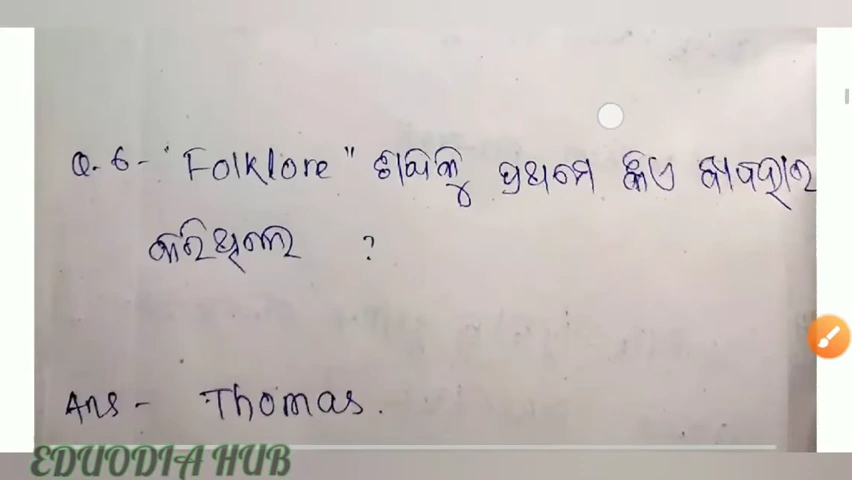 Q. 6 - "Folklore" ଶବ୍ଦକୁ ପ୍ରଥମେ କିଏ ବ୍ୟବହାର
କରିଥିଲେ ?
Ans - Thomas.
EDUODIA HUB